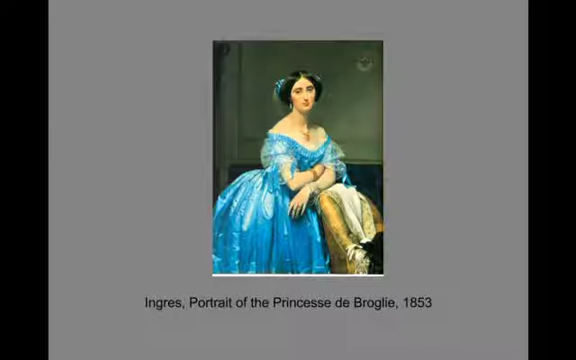 Ingres, Portrait of the Princesse de Broglie, 1853